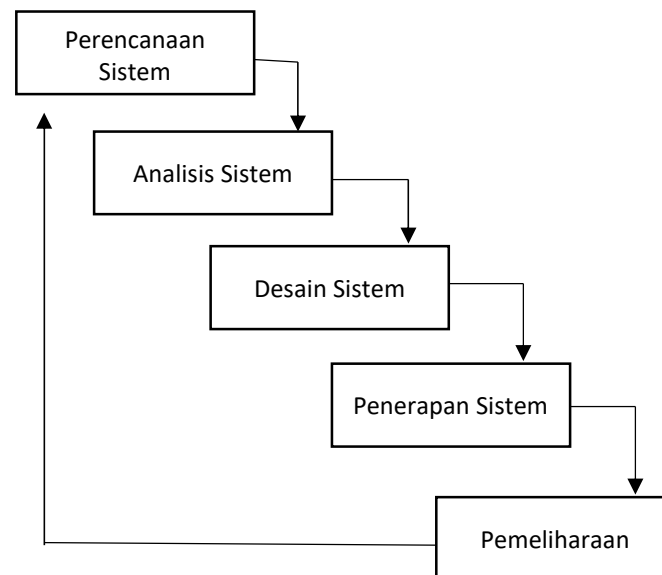 Perencanaan
Sistem
Analisis Sistem
Desain Sistem
Penerapan Sistem
Pemeliharaan